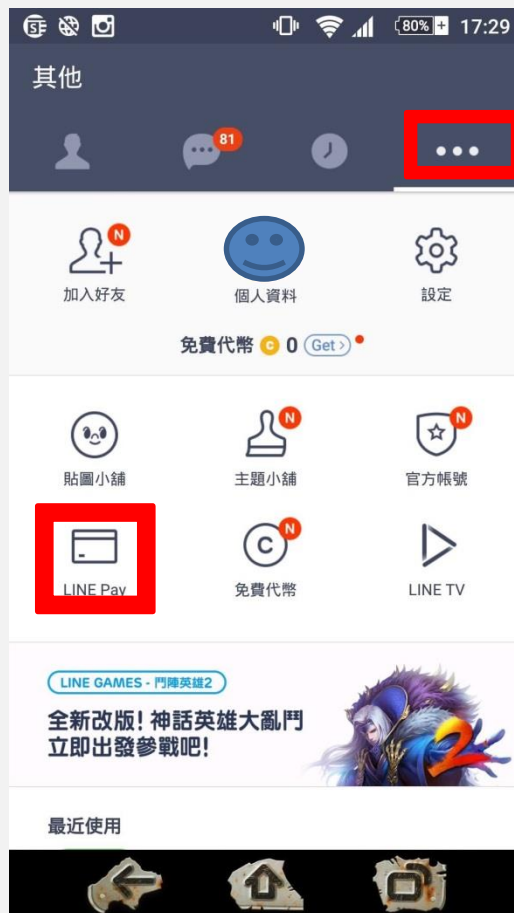 80% 17:29
其他
81
N
加入好友 個人資料 設定
免費代幣 C 0 Get >
N N
貼圖小舖 主題小舖 官方帳號
C N
LINE Pay 免費代幣 LINE TV
LINE GAMES - 鬥陣英雄2
全新改版! 神話英雄大亂鬥
立即出發參戰吧!
2
最近使用